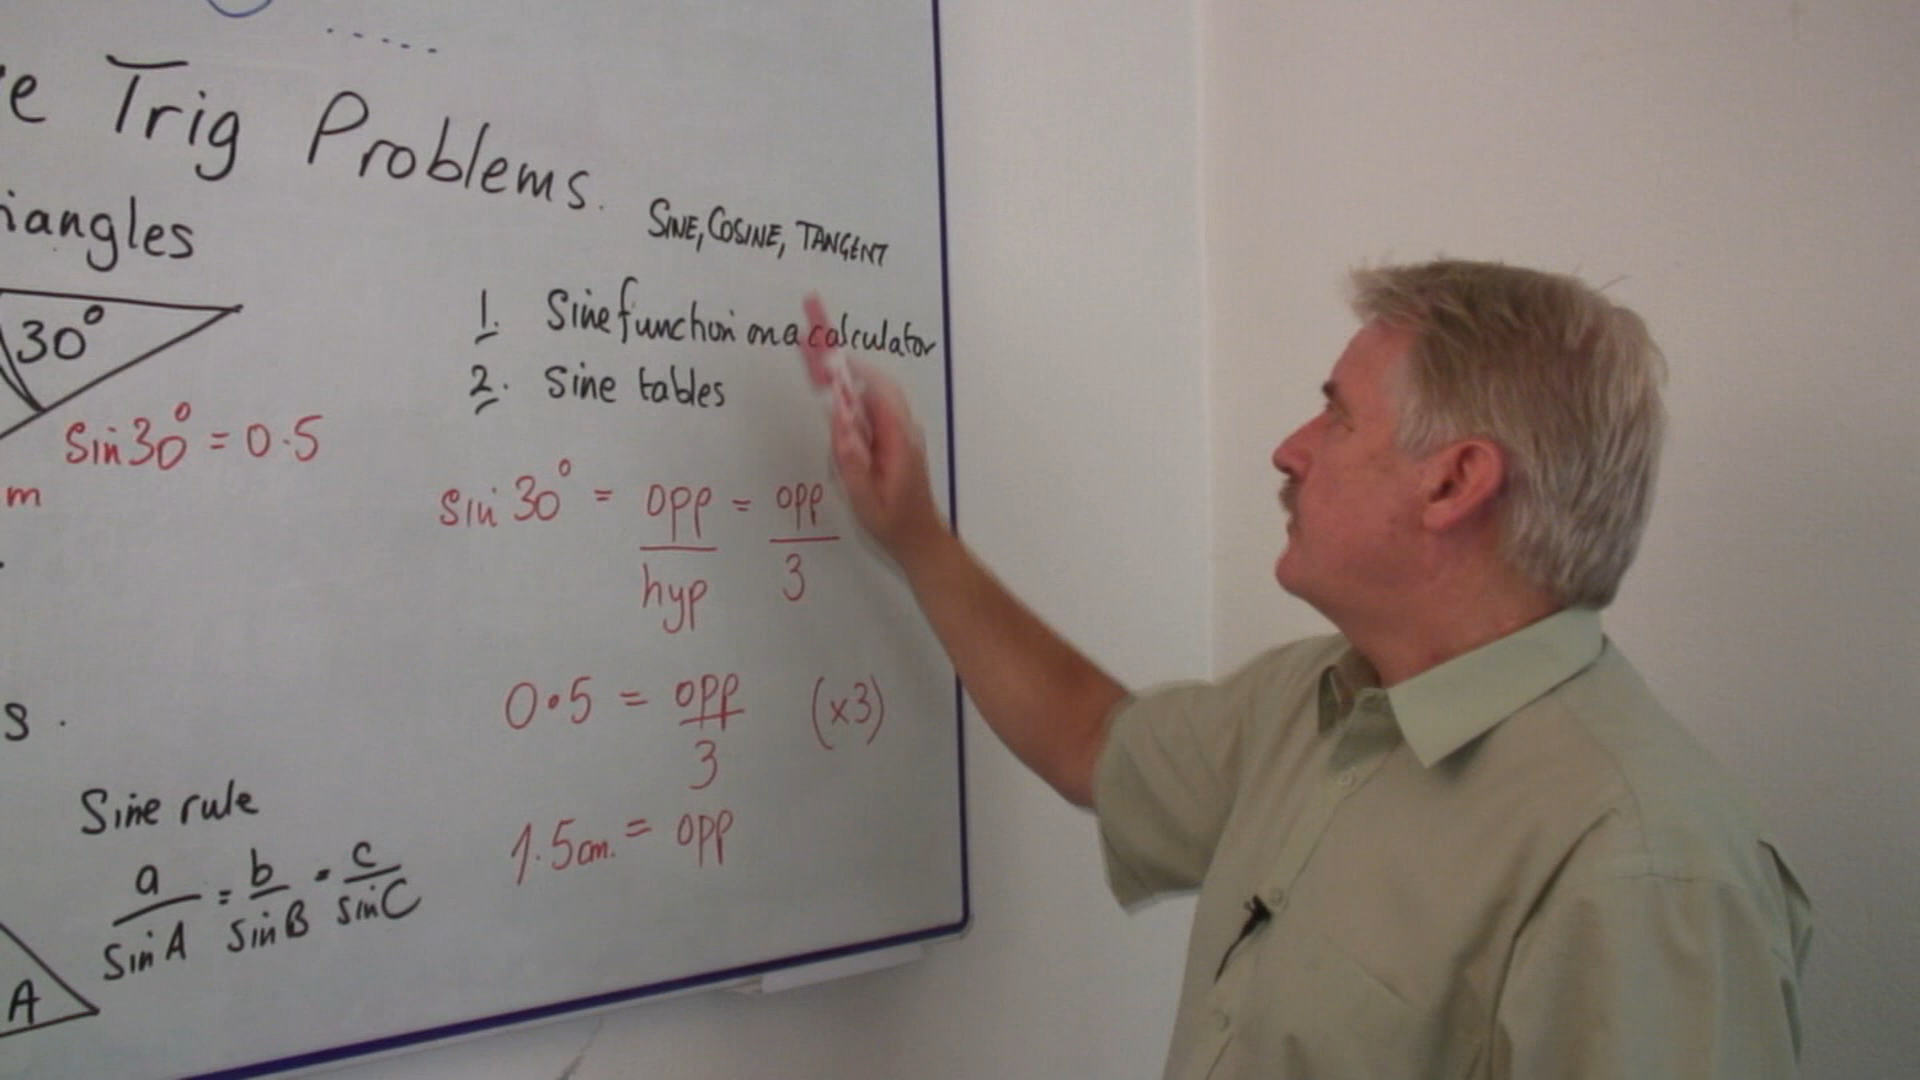 e Trig Problems.
iangles
SINE, COSINE, TANGENT
30°
1. Sine function on a calculator
2. Sine tables
Sin 30° = 0.5
m
sin 30° = opp/hyp = opp/3
0.5 = opp/3 (x3)
s.
Sine rule
1.5cm. = opp
a/sin A = b/sin B = c/sin C
A